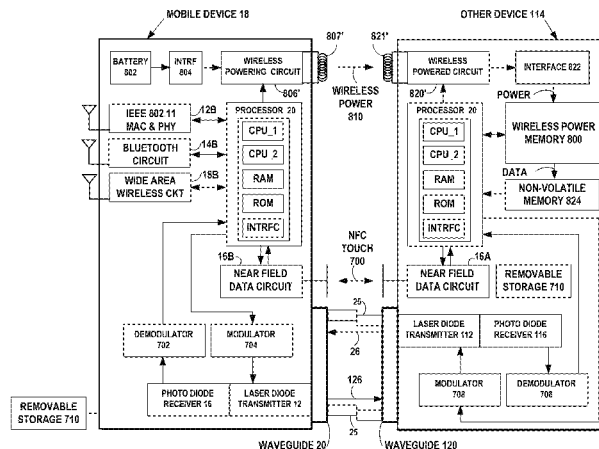 MOBILE DEVICE 18
OTHER DEVICE 114
807'
821'
BATTERY
802
INTRF
804
WIRELESS
POWERING CIRCUIT
806'
WIRELESS
POWER
810
WIRELESS
POWERED CIRCUIT
820'
INTERFACE 822
POWER
IEEE 802.11
MAC & PHY
12B
BLUETOOTH
CIRCUIT
14B
WIDE AREA
WIRELESS CKT
15B
PROCESSOR 20
CPU_1
CPU_2
RAM
ROM
INTRFC
PROCESSOR 20
CPU_1
CPU_2
RAM
ROM
INTRFC
WIRELESS POWER
MEMORY 800
DATA
NON-VOLATILE
MEMORY 824
NFC
TOUCH
700
16B
NEAR FIELD
DATA CIRCUIT
16A
NEAR FIELD
DATA CIRCUIT
REMOVABLE
STORAGE 710
25
26
DEMODULATOR
702
MODULATOR
704
LASER DIODE
TRANSMITTER 112
PHOTO DIODE
RECEIVER 116
126
MODULATOR
708
DEMODULATOR
708
REMOVABLE
STORAGE 710
PHOTO DIODE
RECEIVER 16
LASER DIODE
TRANSMITTER 12
25
WAVEGUIDE 20
WAVEGUIDE 120